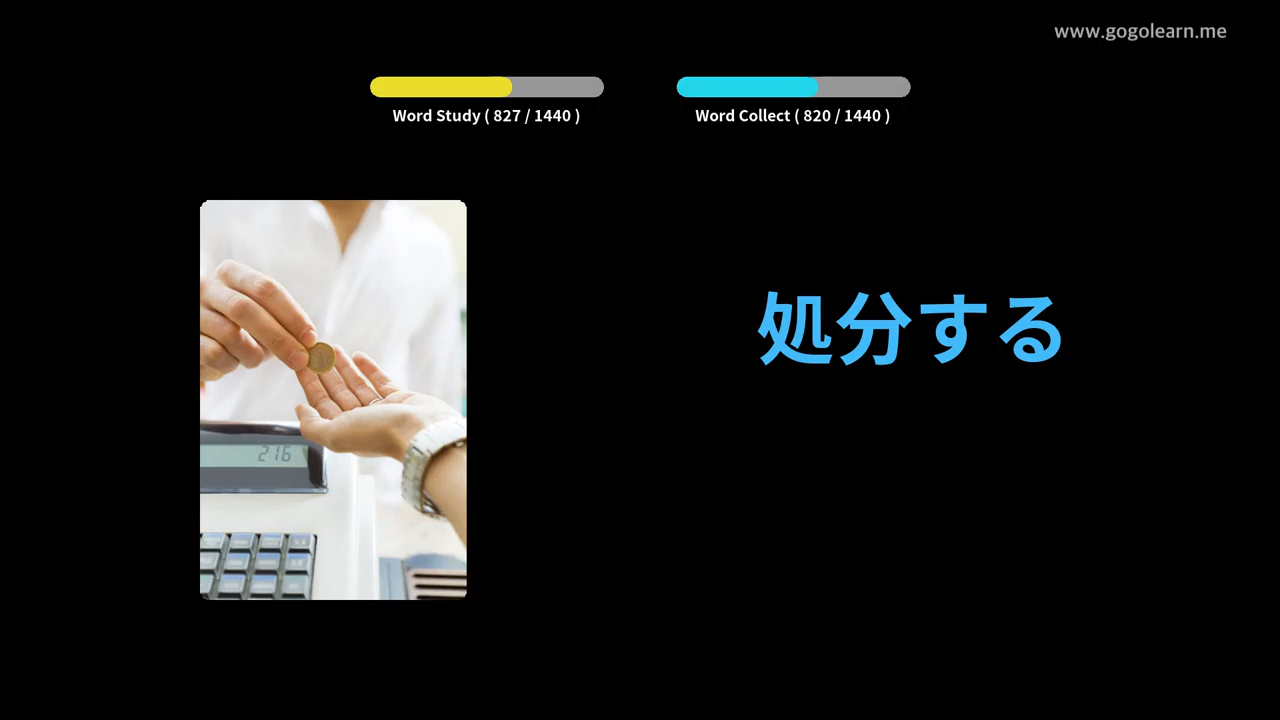 www.gogolearn.me
Word Study ( 827 / 1440 )
Word Collect ( 820 / 1440 )
処分する
216